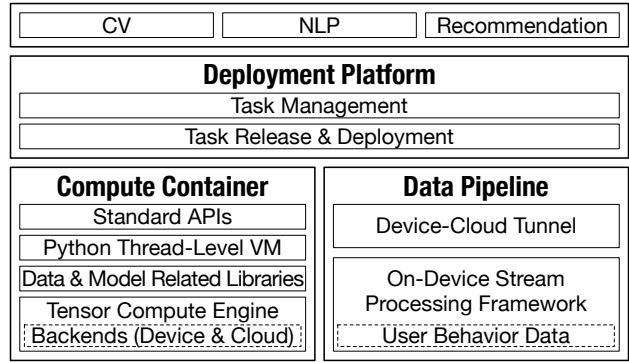 CV
NLP
Recommendation
Deployment Platform
Task Management
Task Release & Deployment
Compute Container
Standard APIs
Python Thread-Level VM
Data & Model Related Libraries
Tensor Compute Engine
Backends (Device & Cloud)
Data Pipeline
Device-Cloud Tunnel
On-Device Stream
Processing Framework
User Behavior Data